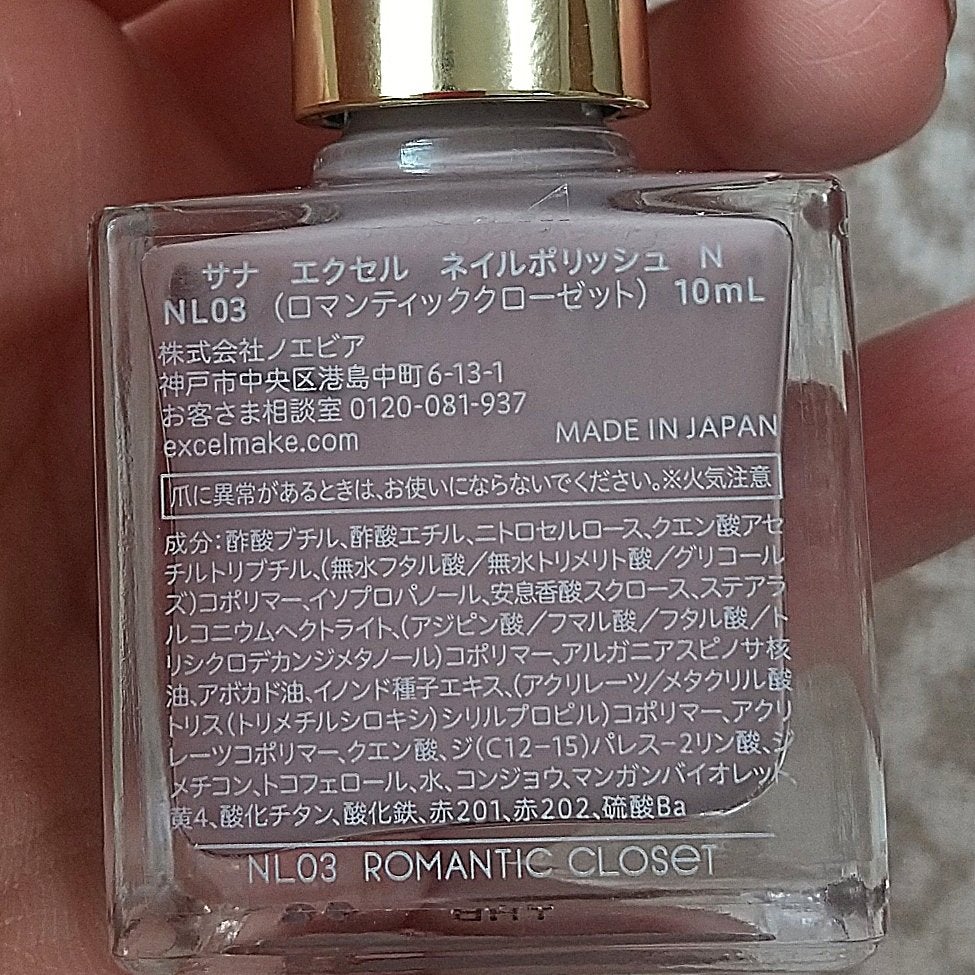 サナ エクセル ネイルポリッシュ N
NL03 （ロマンティッククローゼット） 10mL
株式会社ノエビア
神戸市中央区港島中町6-13-1
お客さま相談室 0120-081-937
excelmake.com
MADE IN JAPAN
爪に異常があるときは、お使いにならないでください。※火気注意
成分：酢酸ブチル、酢酸エチル、ニトロセルロース、クエン酸アセ
チルトリブチル、（無水フタル酸／無水トリメリト酸／グリコール
ズ）コポリマー、イソプロパノール、安息香酸スクロース、ステアラ
ルコニウムヘクトライト、（アジピン酸／フマル酸／フタル酸／ト
リシクロデカンジメタノール）コポリマー、アルガニアスピノサ核
油、アボカド油、イノンド種子エキス、（アクリレーツ／メタクリル酸
トリス（トリメチルシロキシ）シリルプロピル）コポリマー、アクリ
レーツコポリマー、クエン酸、ジ（C12-15）パレス-2リン酸、ジ
メチコン、トコフェロール、水、コンジョウ、マンガンバイオレット、
黄4、酸化チタン、酸化鉄、赤201、赤202、硫酸Ba
NL03 ROMANTIC CLOSET